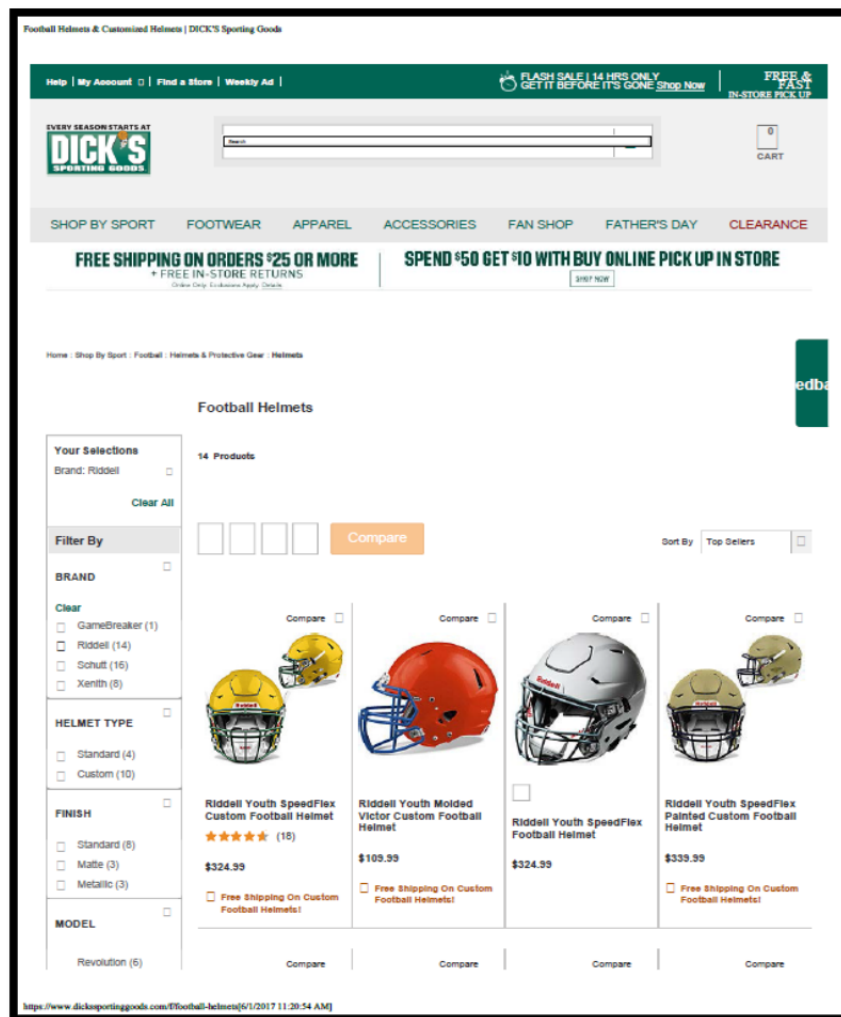 Football Helmets & Customized Helmets | DICK'S Sporting Goods
Help | My Account | Find a Store | Weekly Ad |
FLASH SALE | 14 HRS ONLY
GET IT BEFORE IT'S GONE Shop Now
FREE &
FAST
IN-STORE PICK UP
EVERY SEASON STARTS AT
DICK'S
SPORTING GOODS
Search
0
CART
SHOP BY SPORT FOOTWEAR APPAREL ACCESSORIES FAN SHOP FATHER'S DAY CLEARANCE
FREE SHIPPING ON ORDERS $25 OR MORE
+ FREE IN-STORE RETURNS
Online Only. Exclusions Apply. Details
SPEND $50 GET $10 WITH BUY ONLINE PICK UP IN STORE
SHOP NOW
Home : Shop By Sport : Football : Helmets & Protective Gear : Helmets
edba
Football Helmets
Your Selections
Brand: Riddell
Clear All
14 Products
Filter By
Compare
Sort By Top Sellers
BRAND
Clear
GameBreaker (1)
Riddell (14)
Schutt (16)
Xenith (8)
HELMET TYPE
Standard (4)
Custom (10)
FINISH
Standard (8)
Matte (3)
Metallic (3)
MODEL
Revolution (6)
Compare
Riddell Youth SpeedFlex
Custom Football Helmet
(18)
$324.99
Free Shipping On Custom
Football Helmets!
Compare
Riddell Youth Molded
Victor Custom Football
Helmet
$109.99
Free Shipping On Custom
Football Helmets!
Compare
Riddell
Riddell Youth SpeedFlex
Football Helmet
$324.99
Compare
Riddell Youth SpeedFlex
Painted Custom Football
Helmet
$339.99
Free Shipping On Custom
Football Helmets!
Compare Compare Compare Compare
https://www.dickssportinggoods.com/f/football-helmets[6/1/2017 11:20:54 AM]